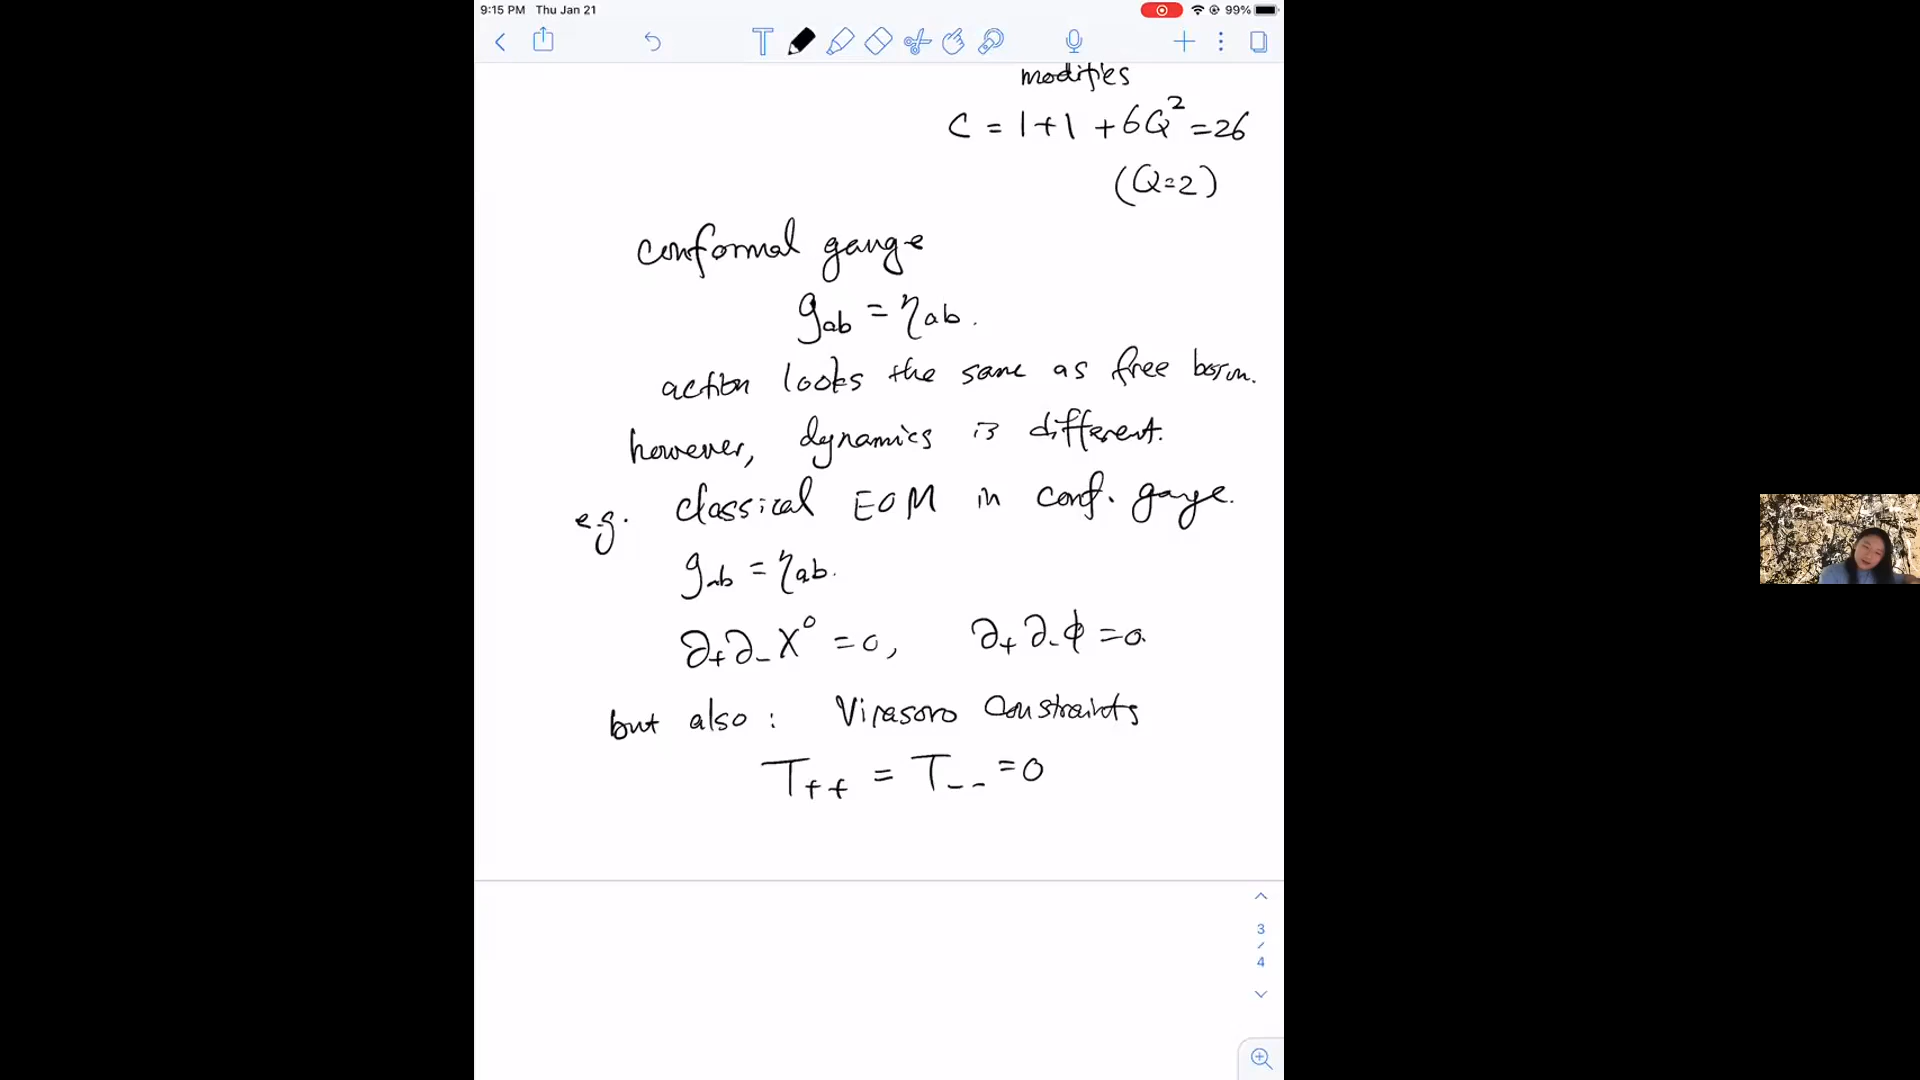 9:15 PM Thu Jan 21
99%
modifies
C = 1+1 + 6Q² = 26
(Q=2)
conformal gauge
g_ab = η_ab.
action looks the same as free boson.
however, dynamics is different.
e.g. classical EOM in conf. gauge.
g_ab = η_ab.
∂₊∂₋X⁰ = 0, ∂₊∂₋ϕ = 0.
but also: Virasoro Constraints
T₊₊ = T₋₋ = 0
3
/
4